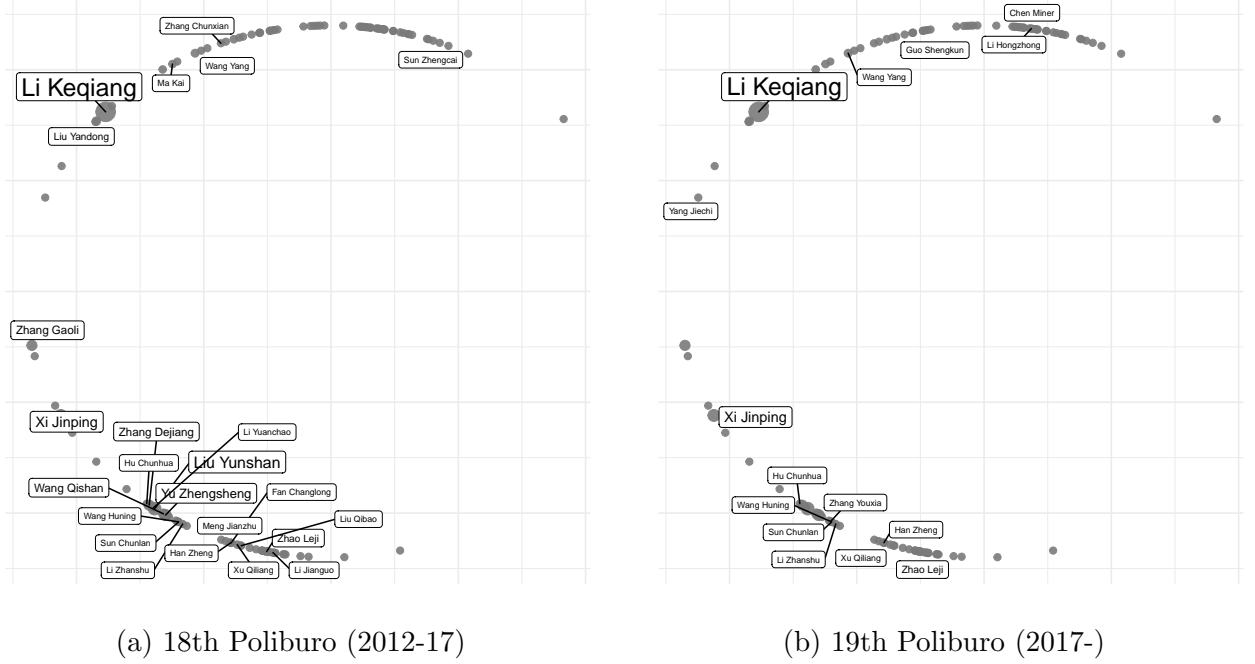 Zhang Chunxian
Wang Yang
Sun Zhengcai
Ma Kai
Li Keqiang
Liu Yandong
Zhang Gaoli
Xi Jinping
Zhang Dejiang
Li Yuanchao
Hu Chunhua
Liu Yunshan
Wang Qishan
Yu Zhengsheng
Fan Changlong
Wang Huning
Meng Jianzhu
Liu Qibao
Sun Chunlan
Han Zheng
Zhao Leji
Li Zhanshu
Xu Qiliang
Li Jianguo
(a) 18th Poliburo (2012-17)
Chen Miner
Guo Shengkun
Li Hongzhong
Wang Yang
Li Keqiang
Yang Jiechi
Xi Jinping
Hu Chunhua
Wang Huning
Zhang Youxia
Sun Chunlan
Han Zheng
Li Zhanshu
Xu Qiliang
Zhao Leji
(b) 19th Poliburo (2017-)